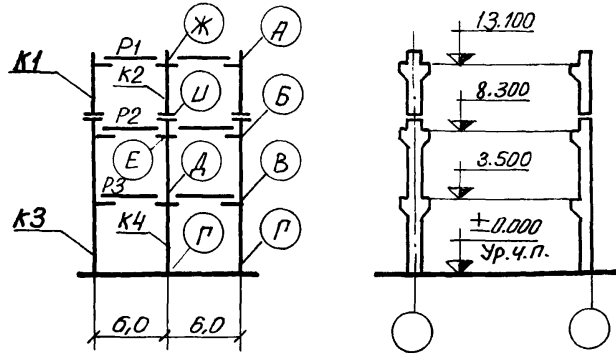 Ж
А
13.100
Р1
К1
К2
И
8.300
Р2
Б
Е
Д
3.500
В
Р3
К3
К4
Г
Г
±0.000
Ур.ч.п.
6,0
6,0